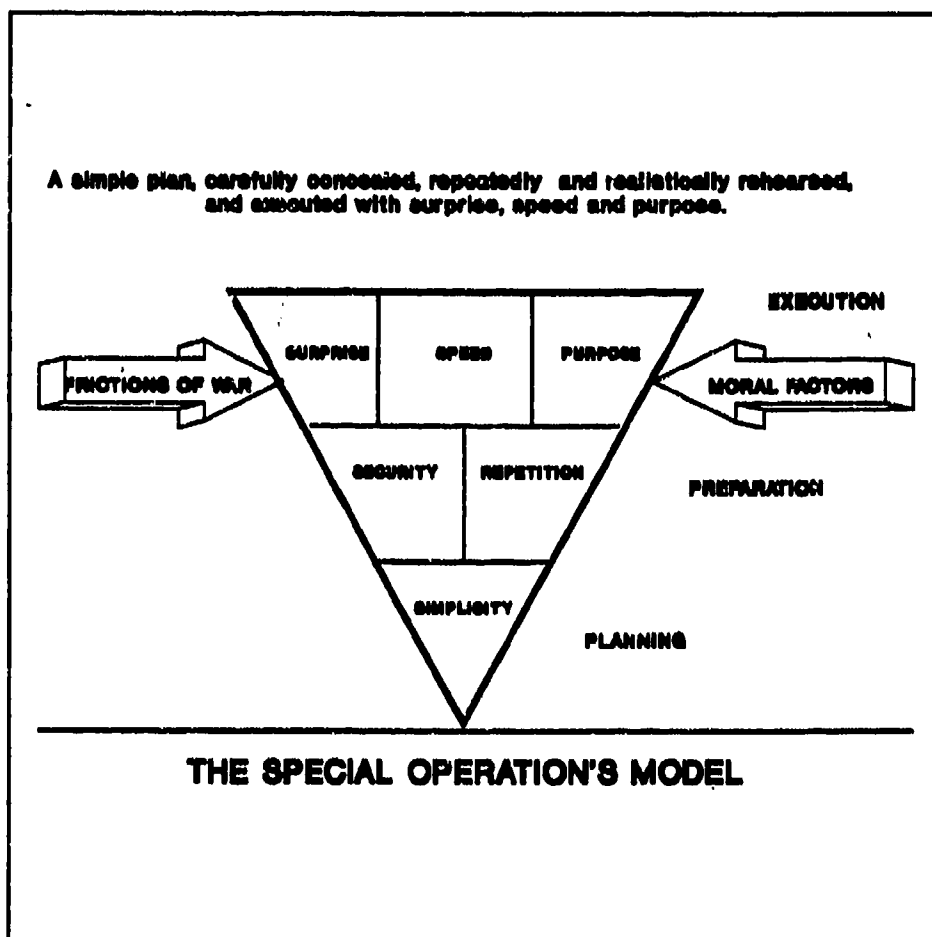 A simple plan, carefully concealed, repeatedly and realistically rehearsed,
and executed with surprise, speed and purpose.
EXECUTION
SURPRISE
SPEED
PURPOSE
FRICTIONS OF WAR
MORAL FACTORS
SECURITY
REPETITION
PREPARATION
SIMPLICITY
PLANNING
THE SPECIAL OPERATION'S MODEL